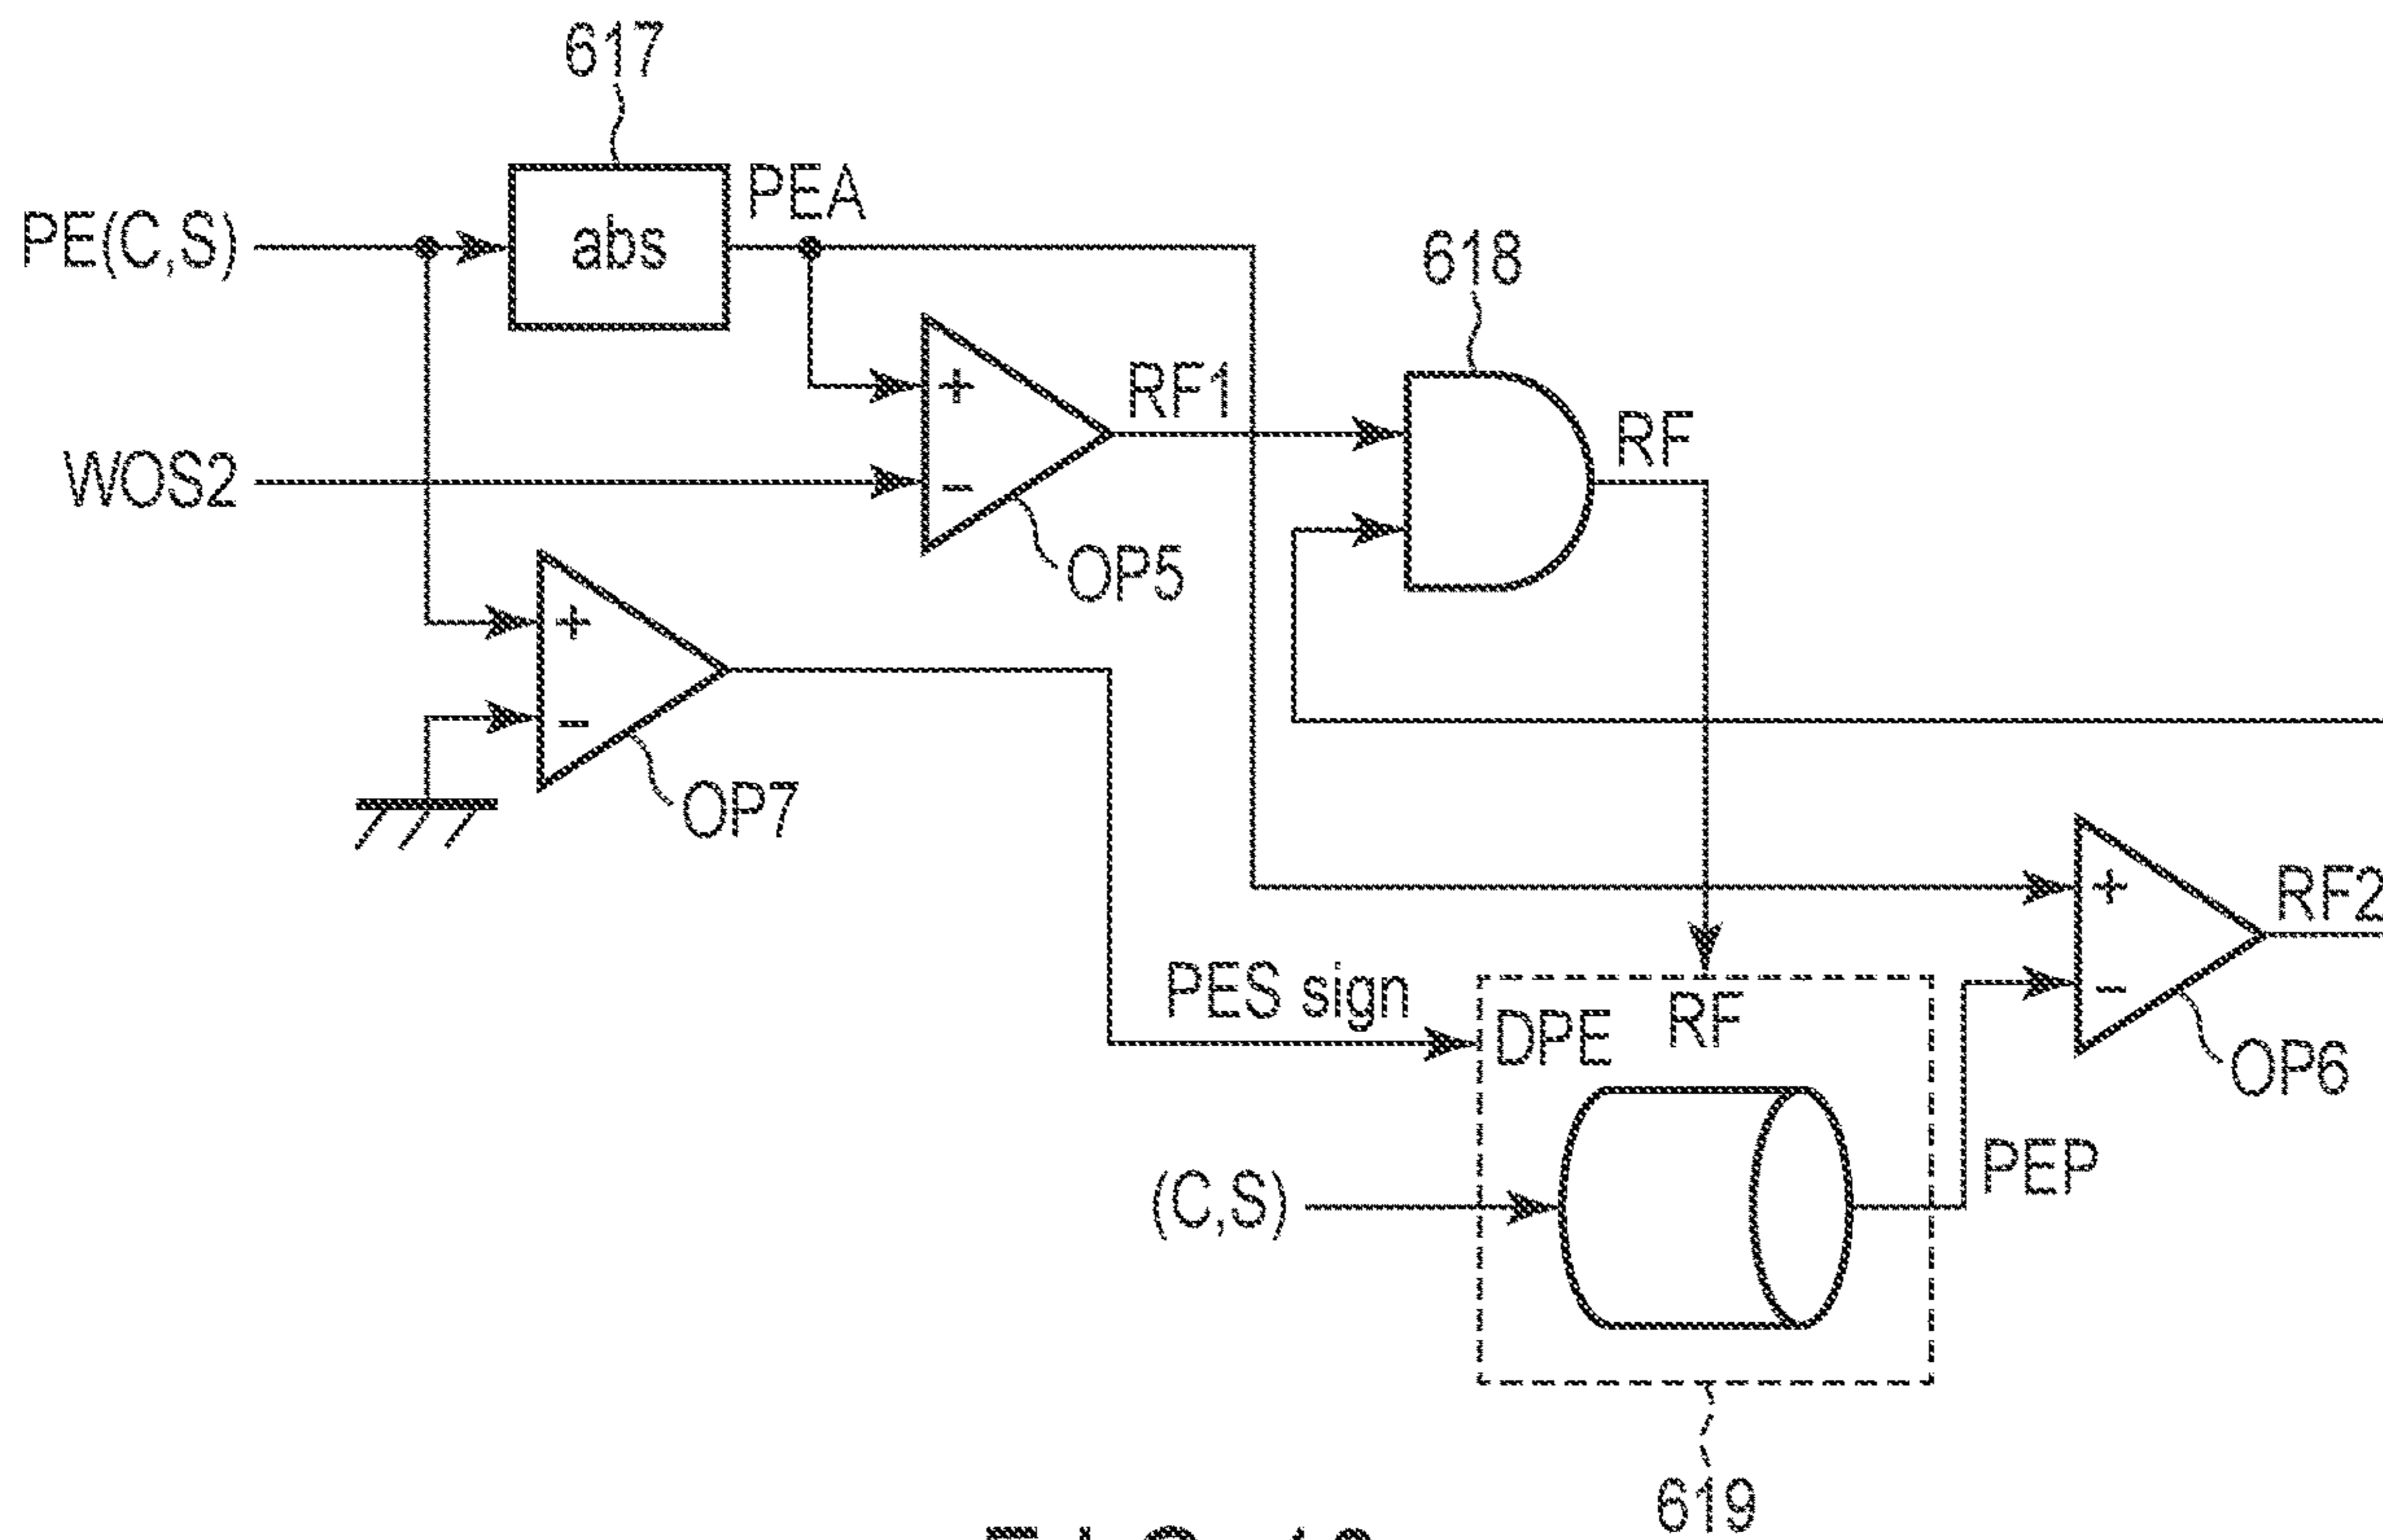 617
PE(C,S)
abs
PEA
WOS2
+
−
RF1
OP5
618
RF
+
−
OP7
PES sign
DPE
RF
(C,S)
PEP
+
−
RF2
OP6
619